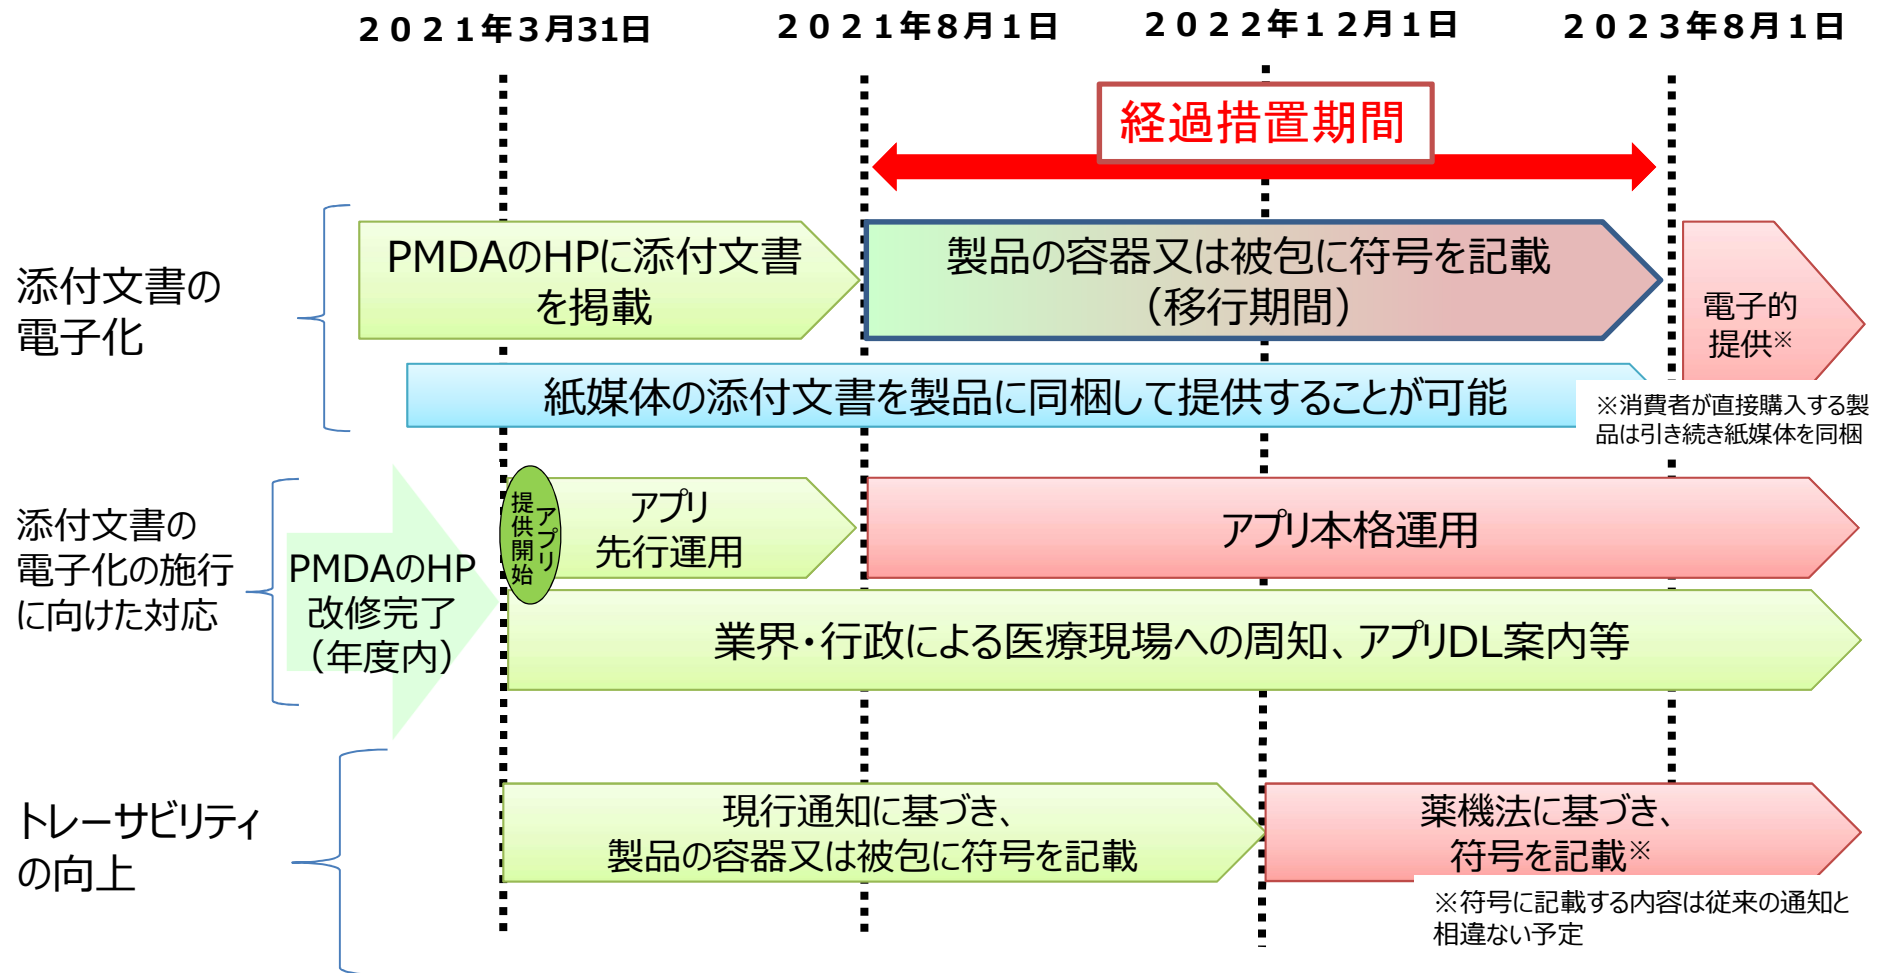 ２０２１年３月31日
２０２１年８月１日
２０２２年１２月１日
２０２３年８月１日
経過措置期間
添付文書の
電子化
PMDAのHPに添付文書
を掲載
製品の容器又は被包に符号を記載
（移行期間）
電子的
提供※
紙媒体の添付文書を製品に同梱して提供することが可能
※消費者が直接購入する製
品は引き続き紙媒体を同梱
添付文書の
電子化の施行
に向けた対応
PMDAのHP
改修完了
（年度内）
アプリ
提供開始
アプリ
先行運用
アプリ本格運用
業界・行政による医療現場への周知、アプリDL案内等
トレーサビリティ
の向上
現行通知に基づき、
製品の容器又は被包に符号を記載
薬機法に基づき、
符号を記載※
※符号に記載する内容は従来の通知と
相違ない予定